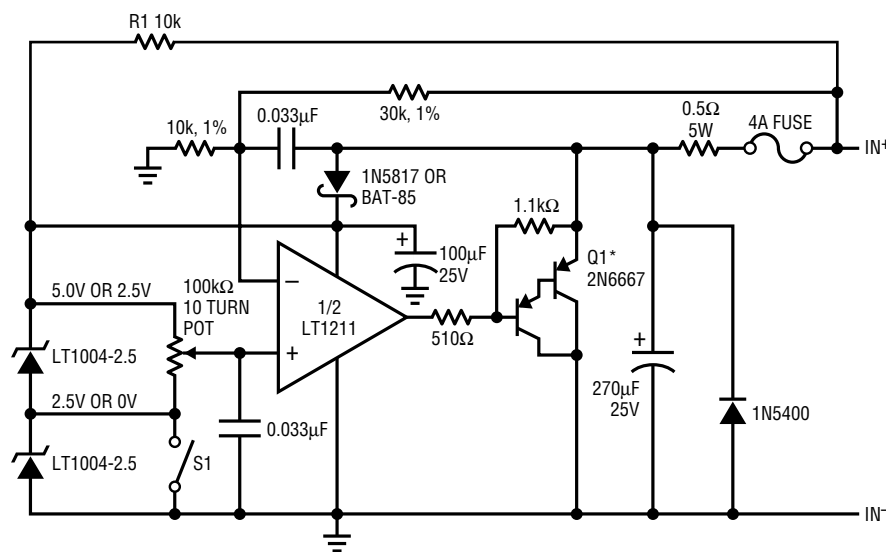 R1 10k
10k, 1%
0.033µF
30k, 1%
0.5Ω
5W
4A FUSE
IN+
1N5817 OR
BAT-85
1.1kΩ
+
100µF
25V
Q1*
2N6667
5.0V OR 2.5V
100kΩ
10 TURN
POT
–
1/2
LT1211
+
510Ω
LT1004-2.5
2.5V OR 0V
+
270µF
25V
1N5400
0.033µF
LT1004-2.5
S1
IN–